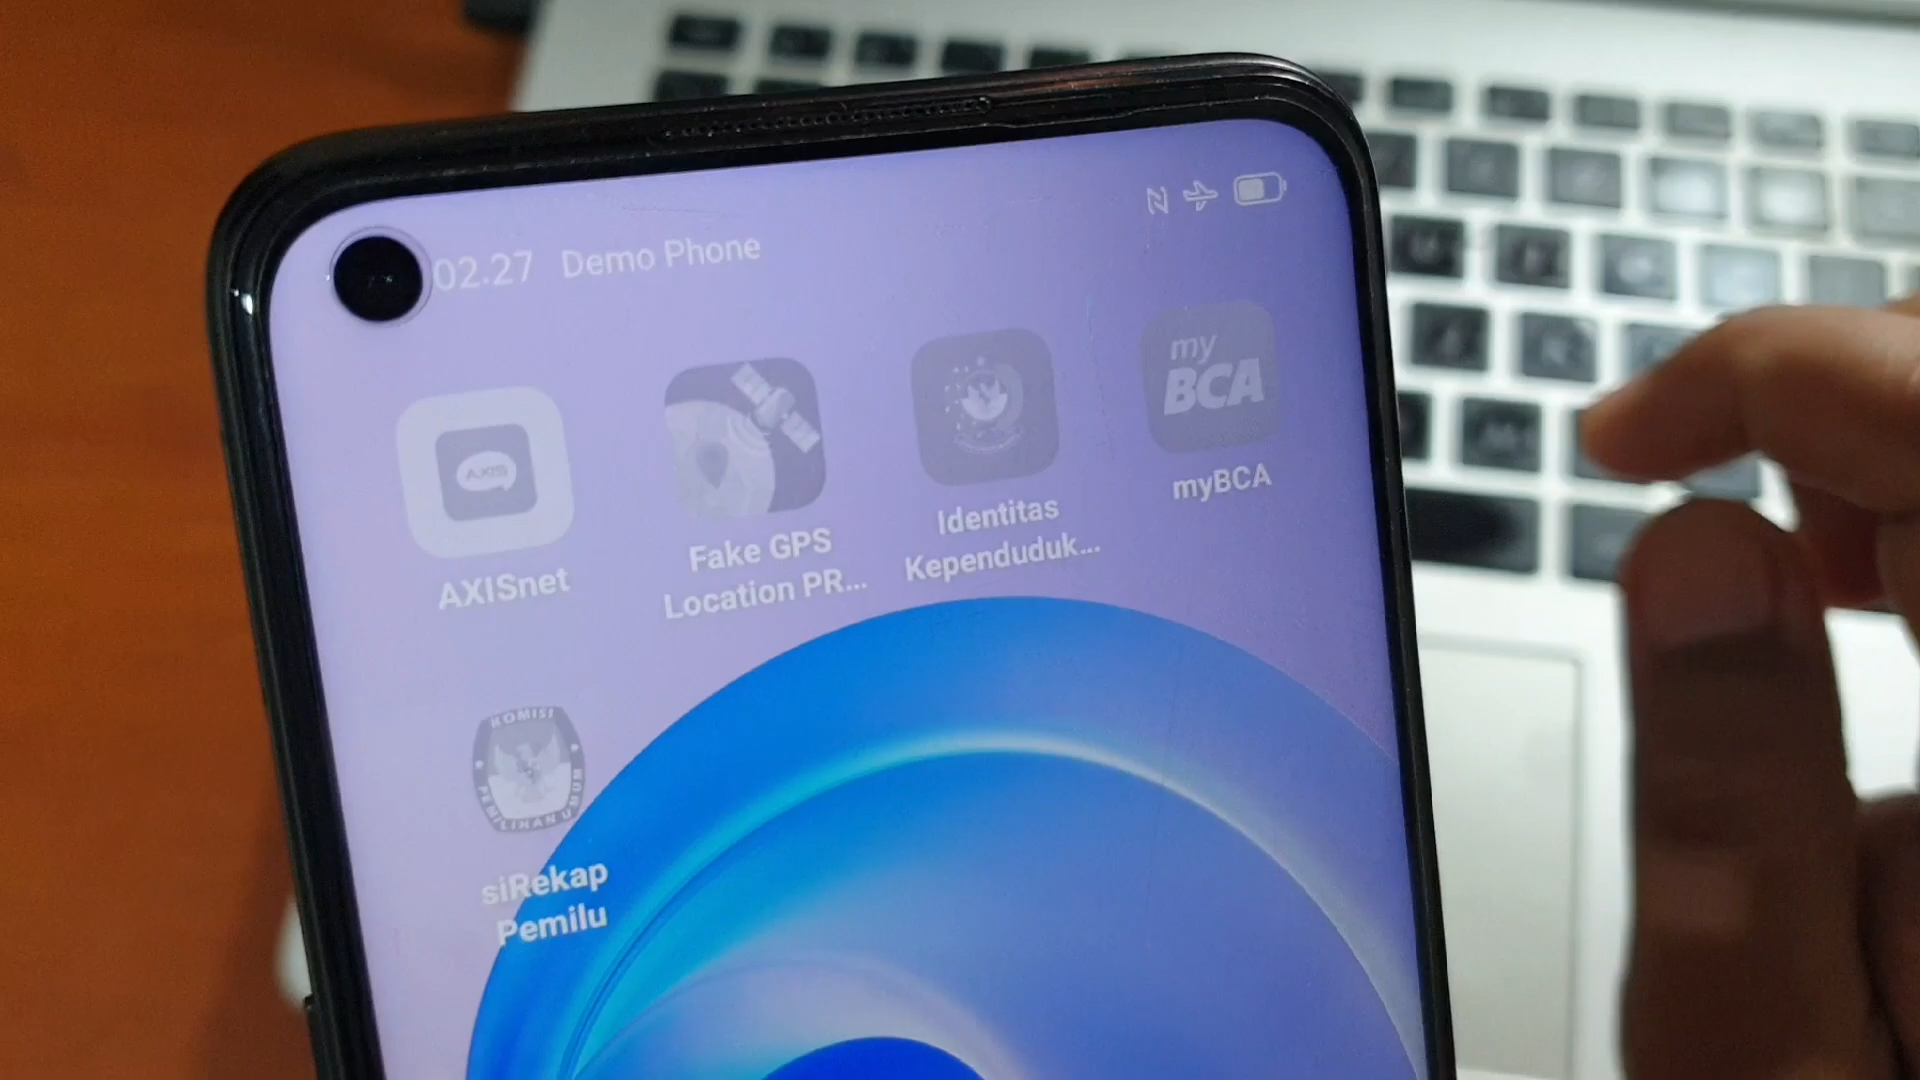 02.27 Demo Phone
AXIS
AXISnet
Fake GPS
Location PR...
Identitas
Kependuduk...
my
BCA
myBCA
KOMISI
PEMILIHAN UMUM
siRekap
Pemilu